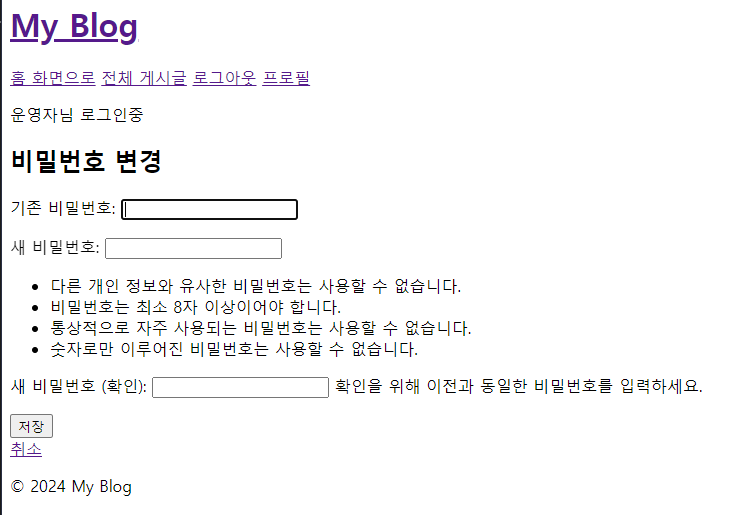 My Blog
홈 화면으로 전체 게시글 로그아웃 프로필
운영자님 로그인중
비밀번호 변경
기존 비밀번호:
새 비밀번호:
다른 개인 정보와 유사한 비밀번호는 사용할 수 없습니다.
비밀번호는 최소 8자 이상이어야 합니다.
통상적으로 자주 사용되는 비밀번호는 사용할 수 없습니다.
숫자로만 이루어진 비밀번호는 사용할 수 없습니다.
새 비밀번호 (확인): 확인을 위해 이전과 동일한 비밀번호를 입력하세요.
저장
취소
© 2024 My Blog